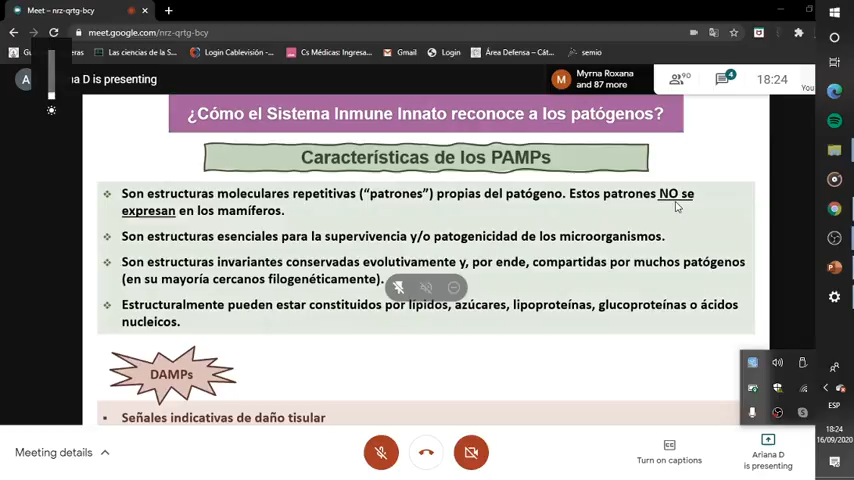 Meet – nrz-qrtg-bcy
meet.google.com/nrz-qrtg-bcy
Las ciencias de la S...
Login Cablevisión...
Cs Médicas: Ingresa...
Gmail
Login
Área Defensa – Cát...
semio
na D is presenting
Myrna Roxana
and 87 more
90
4
18:24
You
¿Cómo el Sistema Inmune Innato reconoce a los patógenos?
Características de los PAMPs
Son estructuras moleculares repetitivas (“patrones”) propias del patógeno. Estos patrones NO se
expresan en los mamíferos.
Son estructuras esenciales para la supervivencia y/o patogenicidad de los microorganismos.
Son estructuras invariantes conservadas evolutivamente y, por ende, compartidas por muchos patógenos
(en su mayoría cercanos filogenéticamente).
Estructuralmente pueden estar constituidos por lípidos, azúcares, lipoproteínas, glucoproteínas o ácidos
nucleicos.
DAMPs
Señales indicativas de daño tisular
Meeting details
Turn on captions
Ariana D
is presenting
ESP
18:24
16/09/2020